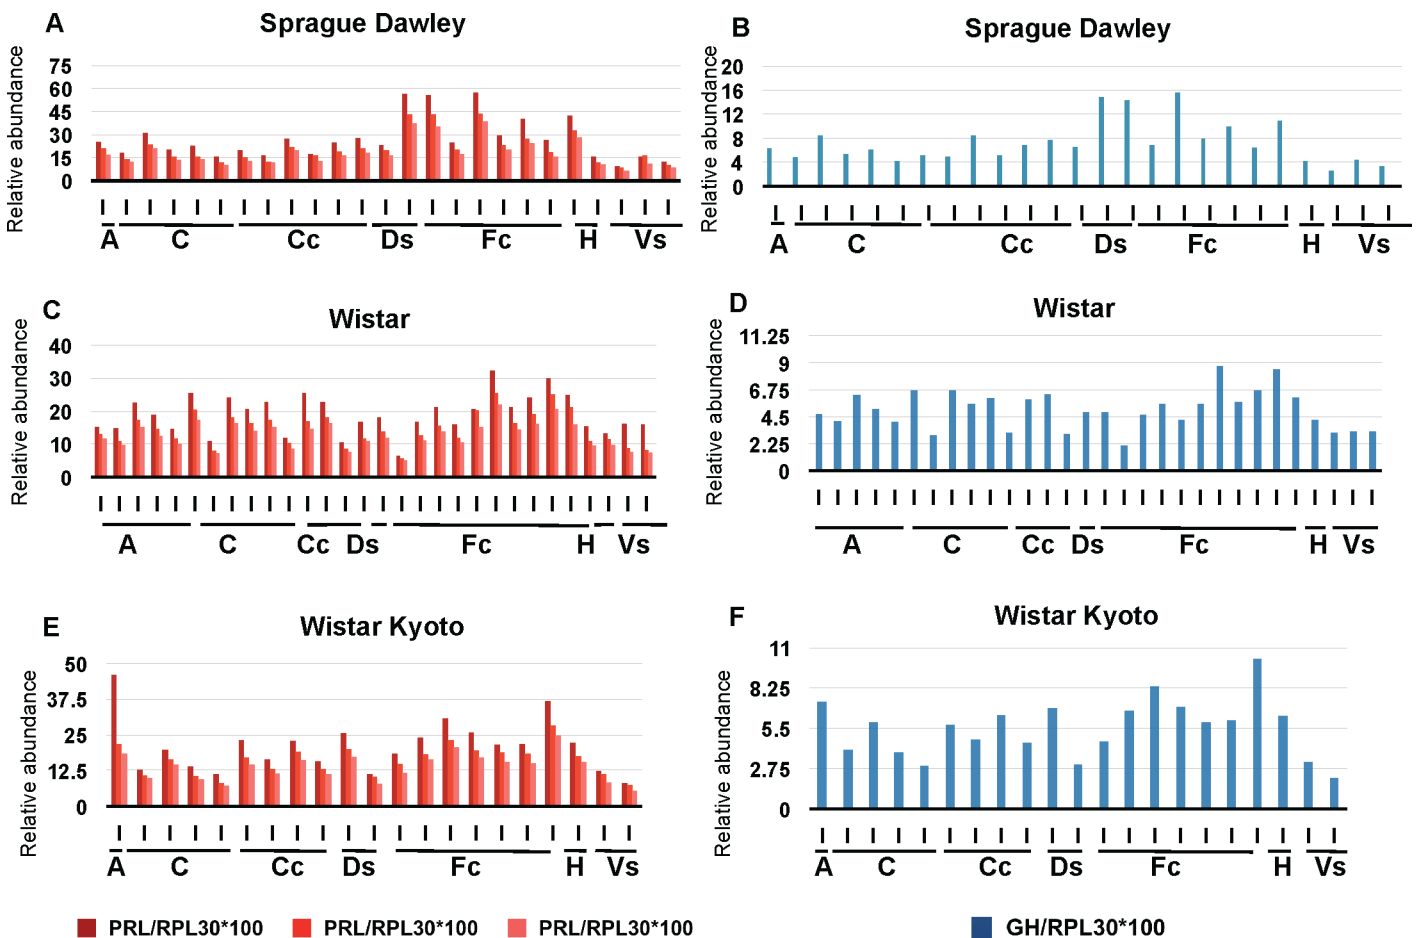 A
Sprague Dawley
Relative abundance
75
60
45
30
15
0
A C Cc Ds Fc H Vs
B
Sprague Dawley
Relative abundance
20
16
12
8
4
0
A C Cc Ds Fc H Vs
C
Wistar
Relative abundance
40
30
20
10
0
A C Cc Ds Fc H Vs
D
Wistar
Relative abundance
11.25
9
6.75
4.5
2.25
0
A C Cc Ds Fc H Vs
E
Wistar Kyoto
Relative abundance
50
37.5
25
12.5
0
A C Cc Ds Fc H Vs
F
Wistar Kyoto
Relative abundance
11
8.25
5.5
2.75
0
A C Cc Ds Fc H Vs
PRL/RPL30*100 PRL/RPL30*100 PRL/RPL30*100
GH/RPL30*100